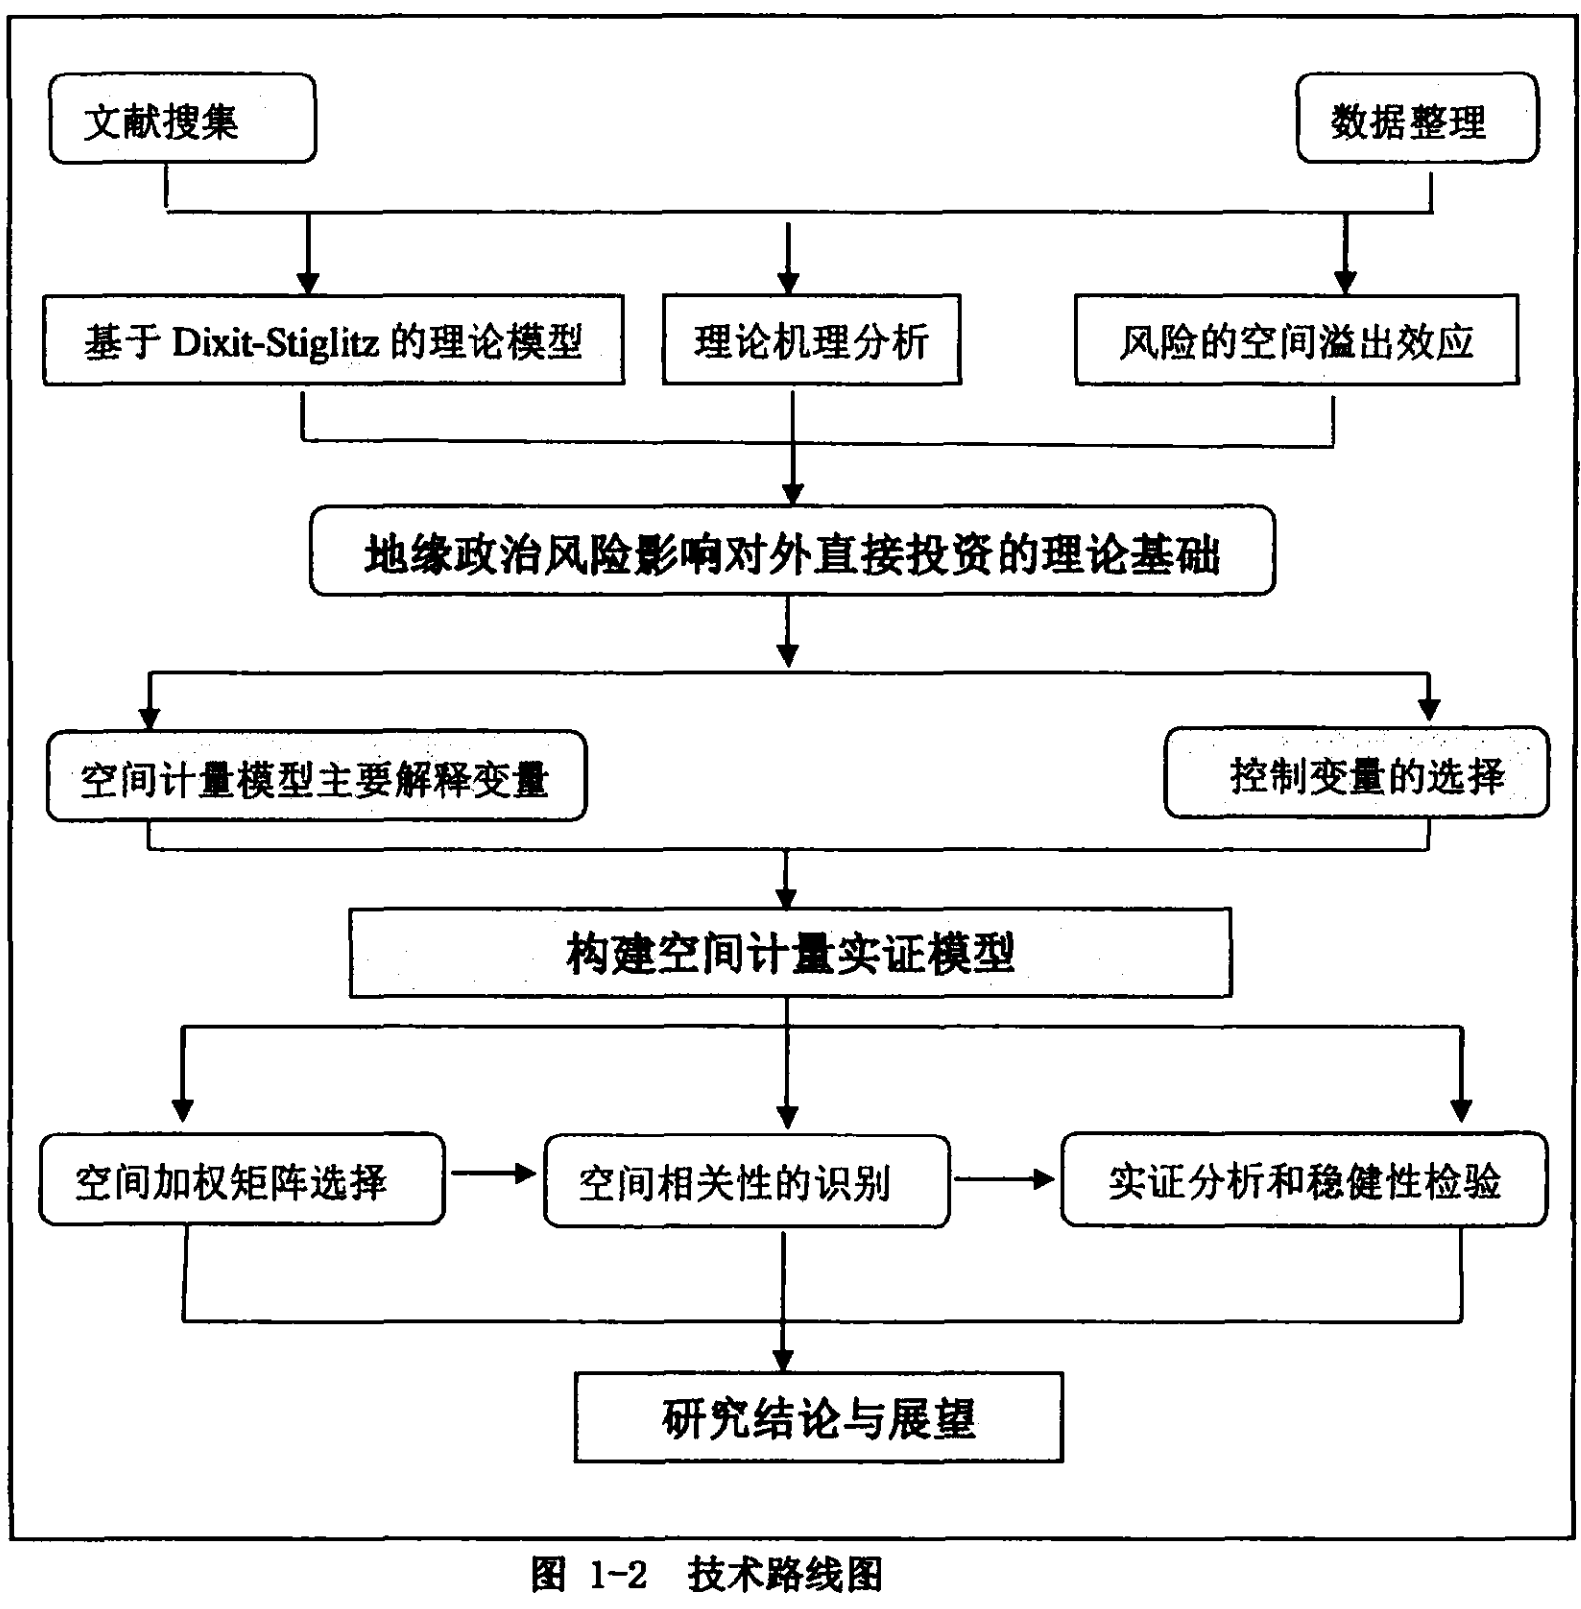 文献搜集
数据整理
基于 Dixit-Stiglitz 的理论模型
理论机理分析
风险的空间溢出效应
地缘政治风险影响对外直接投资的理论基础
空间计量模型主要解释变量
控制变量的选择
构建空间计量实证模型
空间加权矩阵选择
空间相关性的识别
实证分析和稳健性检验
研究结论与展望
图 1-2 技术路线图